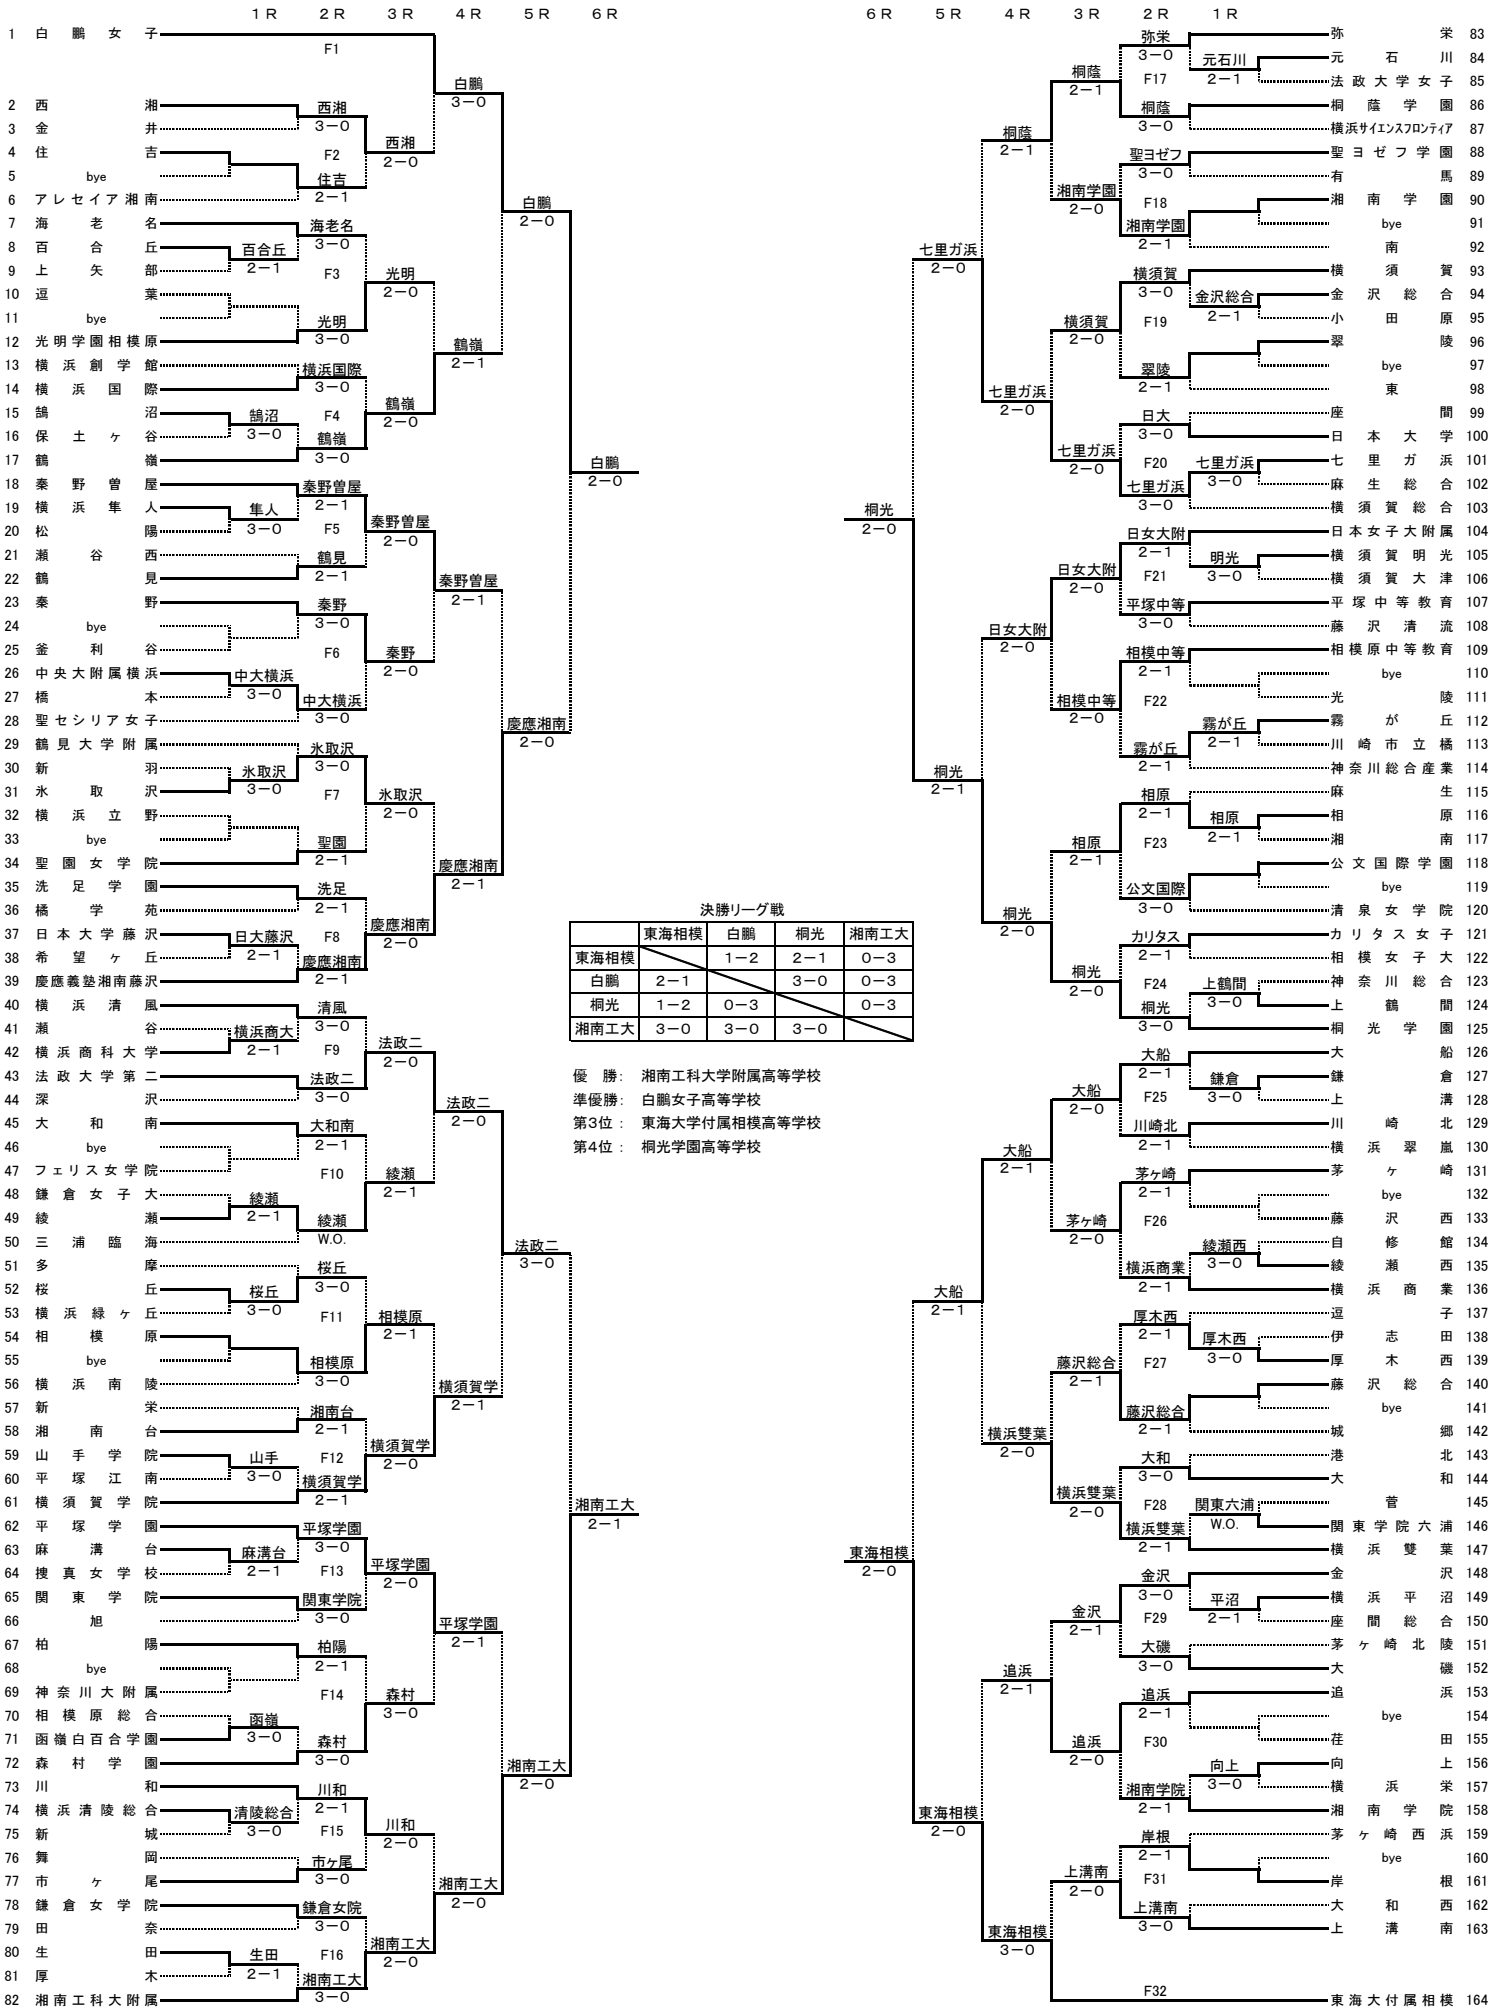 1R 2R 3R 4R 5R 6R
6R 5R 4R 3R 2R 1R
1 白鵬女子
2 西湘
3 金井
4 住吉
5 bye
6 アレセイア湘南
7 海老名
8 百合丘
9 上矢部
10 逗葉
11 bye
12 光明学園相模原
13 横浜創学館
14 横浜国際
15 鵠沼
16 保土ヶ谷
17 鶴嶺
18 秦野曽屋
19 横浜隼人
20 松陽
21 瀬谷西
22 鶴見
23 秦野
24 bye
25 釜利谷
26 中央大附属横浜
27 橋本
28 聖セシリア女子
29 鶴見大学附属
30 新羽
31 氷取沢
32 横浜立野
33 bye
34 聖園女学院
35 洗足学園
36 橘学苑
37 日本大学藤沢
38 希望ヶ丘
39 慶應義塾湘南藤沢
40 横浜清風
41 瀬谷
42 横浜商科大学
43 法政大学第二
44 深沢
45 大和南
46 bye
47 フェリス女学院
48 鎌倉女子大
49 綾瀬
50 三浦臨海
51 多摩
52 桜丘
53 横浜緑ヶ丘
54 相模原
55 bye
56 横浜南陵
57 新栄
58 湘南台
59 山手学院
60 平塚江南
61 横須賀学院
62 平塚学園
63 麻溝台
64 捜真女学校
65 関東学院
66 旭
67 柏陽
68 bye
69 神奈川大附属
70 相模原総合
71 函嶺白百合学園
72 森村学園
73 川和
74 横浜清陵総合
75 新城
76 舞岡
77 市ヶ尾
78 鎌倉女学院
79 田奈
80 生田
81 厚木
82 湘南工科大附属
百合丘
2-1
鵠沼
3-0
隼人
3-0
中大横浜
3-0
氷取沢
3-0
日大藤沢
2-1
横浜商大
2-1
綾瀬
2-1
桜丘
3-0
山手
3-0
麻溝台
2-1
函嶺
3-0
清陵総合
3-0
生田
2-1
F1
西湘
3-0
F2
住吉
2-1
海老名
3-0
F3
光明
3-0
横浜国際
3-0
F4
鶴嶺
3-0
秦野曽屋
2-1
F5
鶴見
2-1
秦野
3-0
F6
中大横浜
3-0
氷取沢
3-0
F7
聖園
2-1
洗足
2-1
F8
慶應湘南
2-1
清風
3-0
F9
法政二
3-0
大和南
2-1
F10
綾瀬
W.O.
桜丘
3-0
F11
相模原
3-0
湘南台
2-1
F12
横須賀学
2-1
平塚学園
3-0
F13
関東学院
3-0
柏陽
2-1
F14
森村
3-0
川和
2-1
F15
市ヶ尾
3-0
鎌倉女院
3-0
F16
湘南工大
3-0
西湘
2-0
光明
2-0
鶴嶺
2-0
秦野曽屋
2-0
秦野
2-0
氷取沢
2-0
慶應湘南
2-0
法政二
2-0
綾瀬
2-1
相模原
2-1
横須賀学
2-0
平塚学園
2-0
森村
3-0
川和
2-0
湘南工大
2-0
白鵬
3-0
鶴嶺
2-1
秦野曽屋
2-1
慶應湘南
2-1
法政二
2-0
横須賀学
2-1
平塚学園
2-1
湘南工大
2-0
白鵬
2-0
慶應湘南
2-0
法政二
3-0
湘南工大
2-0
白鵬
2-0
湘南工大
2-1
決勝リーグ戦
東海相模 白鵬 桐光 湘南工大
東海相模 1-2 2-1 0-3
白鵬 2-1 3-0 0-3
桐光 1-2 0-3 0-3
湘南工大 3-0 3-0 3-0
優 勝: 湘南工科大学附属高等学校
準優勝: 白鵬女子高等学校
第3位: 東海大学付属相模高等学校
第4位: 桐光学園高等学校
桐光
2-0
東海相模
2-0
七里ガ浜
2-0
桐光
2-1
大船
2-1
東海相模
2-0
桐蔭
2-1
七里ガ浜
2-0
日女大附
2-0
桐光
2-0
大船
2-1
横浜雙葉
2-0
追浜
2-1
東海相模
3-0
桐蔭
2-1
湘南学園
2-0
横須賀
2-0
七里ガ浜
2-0
日女大附
2-0
相模中等
2-0
相原
2-1
桐光
2-0
大船
2-0
茅ヶ崎
2-0
藤沢総合
2-1
横浜雙葉
2-0
金沢
2-1
追浜
2-0
上溝南
2-0
弥栄
3-0
F17
桐蔭
3-0
聖ヨゼフ
3-0
F18
湘南学園
2-1
横須賀
3-0
F19
翠陵
2-1
日大
3-0
F20
七里ガ浜
3-0
日女大附
2-1
F21
平塚中等
3-0
相模中等
2-1
F22
霧が丘
2-1
相原
2-1
F23
公文国際
3-0
カリタス
2-1
F24
桐光
3-0
大船
2-1
F25
川崎北
2-1
茅ヶ崎
2-1
F26
横浜商業
2-1
厚木西
2-1
F27
藤沢総合
2-1
大和
3-0
F28
横浜雙葉
2-1
金沢
3-0
F29
大磯
3-0
追浜
2-1
F30
湘南学院
2-1
岸根
2-1
F31
上溝南
3-0
F32
元石川
2-1
金沢総合
2-1
七里ガ浜
3-0
明光
3-0
霧が丘
2-1
相原
2-1
上鶴間
3-0
鎌倉
3-0
綾瀬西
3-0
厚木西
3-0
関東六浦
W.O.
平沼
2-1
向上
3-0
弥栄 83
元石川 84
法政大学女子 85
桐蔭学園 86
横浜サイエンスフロンティア 87
聖ヨゼフ学園 88
有馬 89
湘南学園 90
bye 91
南 92
横須賀 93
金沢総合 94
小田原 95
翠陵 96
bye 97
東 98
座間 99
日本大学 100
七里ガ浜 101
麻生総合 102
横須賀総合 103
日本女子大附属 104
横須賀明光 105
横須賀大津 106
平塚中等教育 107
藤沢清流 108
相模原中等教育 109
bye 110
光陵 111
霧が丘 112
川崎市立橘 113
神奈川総合産業 114
麻生 115
相原 116
湘南 117
公文国際学園 118
bye 119
清泉女学院 120
カリタス女子 121
相模女子大 122
神奈川総合 123
上鶴間 124
桐光学園 125
大船 126
鎌倉 127
上溝 128
川崎北 129
横浜翠嵐 130
茅ヶ崎 131
bye 132
藤沢西 133
自修館 134
綾瀬西 135
横浜商業 136
逗子 137
伊志田 138
厚木西 139
藤沢総合 140
bye 141
城郷 142
港北 143
大和 144
菅 145
関東学院六浦 146
横浜雙葉 147
金沢 148
横浜平沼 149
座間総合 150
茅ヶ崎北陵 151
大磯 152
追浜 153
bye 154
荏田 155
向上 156
横浜栄 157
湘南学院 158
茅ヶ崎西浜 159
bye 160
岸根 161
大和西 162
上溝南 163
東海大付属相模 164